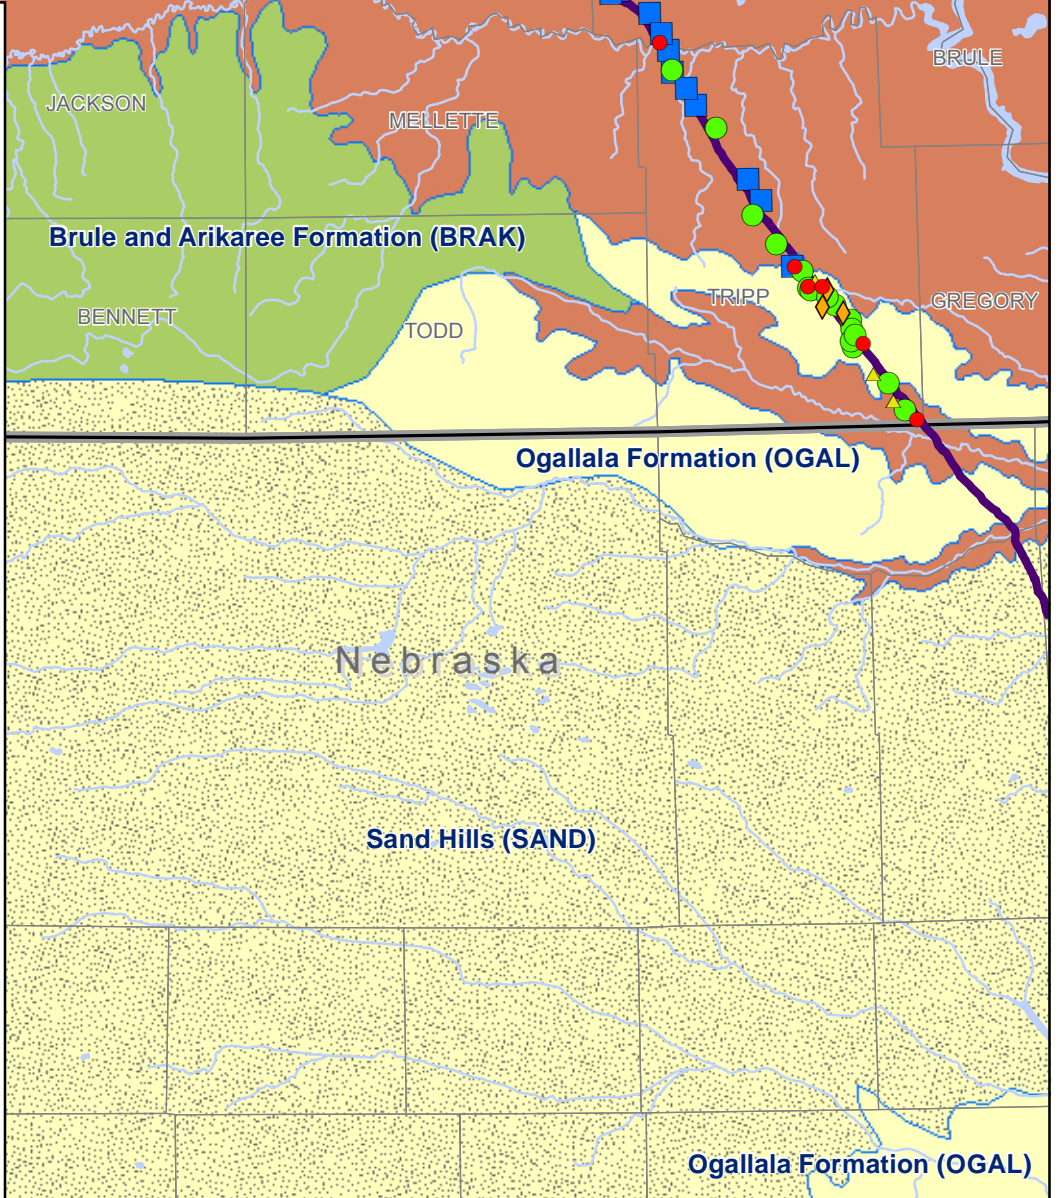 BRULE
JACKSON
MELLETTE
Brule and Arikaree Formation (BRAK)
TRIPP
GREGORY
BENNETT
TODD
Ogallala Formation (OGAL)
Nebraska
Sand Hills (SAND)
Ogallala Formation (OGAL)